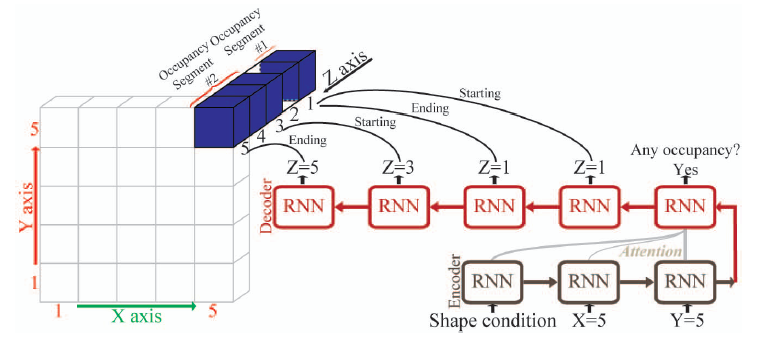 Occupancy Segment #2
Occupancy Segment #1
Z axis
1
2
3
4
5
Starting
Ending
Starting
Ending
Z=5
Z=3
Z=1
Z=1
Any occupancy?
Yes
Decoder
RNN
RNN
RNN
RNN
RNN
Attention
Encoder
RNN
RNN
RNN
Shape condition
X=5
Y=5
5
Y axis
1
1
X axis
5